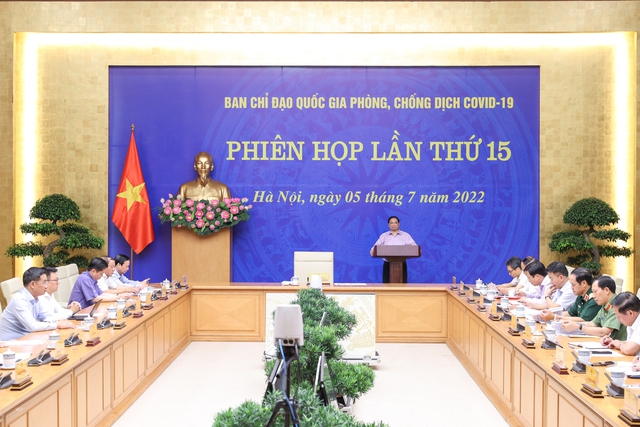 BAN CHỈ ĐẠO QUỐC GIA PHÒNG, CHỐNG DỊCH COVID-19
PHIÊN HỌP LẦN THỨ 15
Hà Nội, ngày 05 tháng 7 năm 2022